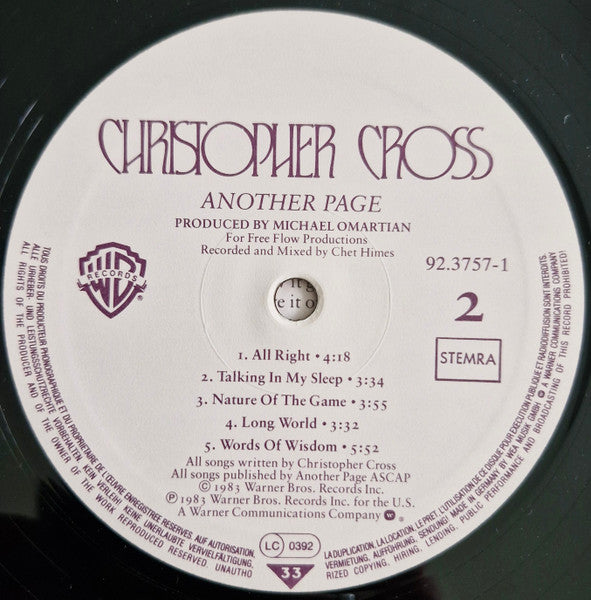 CHRISTOPHER CROSS
ANOTHER PAGE
PRODUCED BY MICHAEL OMARTIAN
For Free Flow Productions
Recorded and Mixed by Chet Himes
WB
RECORDS
92.3757-1
2
STEMRA
e it o
1. All Right • 4:18
2. Talking In My Sleep • 3:34
3. Nature Of The Game • 3:55
4. Long World • 3:32
5. Words Of Wisdom • 5:52
All songs written by Christopher Cross
All songs published by Another Page ASCAP
© 1983 Warner Bros. Records Inc.
℗ 1983 Warner Bros. Records Inc. for the U.S.
A Warner Communications Company
LC 0392
33
TOUS DROITS DU PRODUCTEUR PHONOGRAPHIQUE ET DU PROPRIETAIRE DE L'ŒUVRE ENREGISTREE RESERVES. SAUF AUTORISATION, LA DUPLICATION, LA LOCATION, LE PRET, L'UTILISATION DE CE DISQUE POUR EXECUTION PUBLIQUE ET RADIODIFFUSION SONT INTERDITS.
ALLE URHEBER- UND LEISTUNGSSCHUTZRECHTE VORBEHALTEN. KEIN VERLEIH! KEINE UNERLAUBTE VERVIELFÄLTIGUNG, VERMIETUNG, AUFFÜHRUNG, SENDUNG! MADE IN GERMANY BY WEA MUSIK GMBH A WARNER COMMUNICATIONS COMPANY
ALL RIGHTS OF THE PRODUCER AND OF THE OWNER OF THE WORK REPRODUCED RESERVED. UNAUTHORIZED COPYING, HIRING, LENDING, PUBLIC PERFORMANCE AND BROADCASTING OF THIS RECORD PROHIBITED!